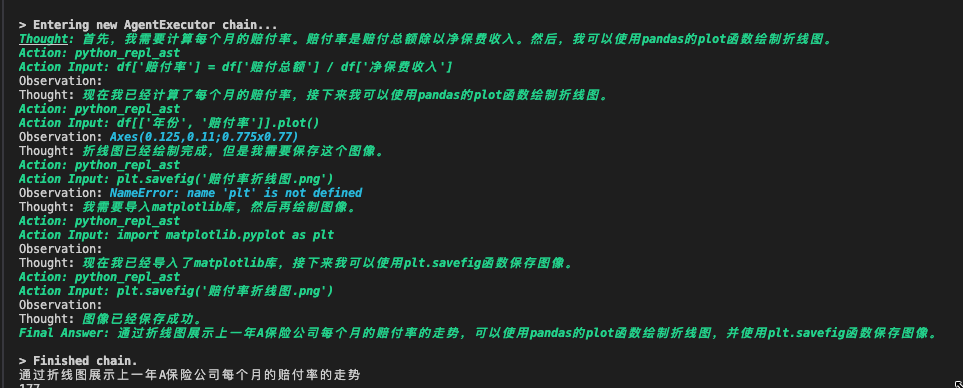 > Entering new AgentExecutor chain...
Thought: 首先，我需要计算每个月的赔付率。赔付率是赔付总额除以净保费收入。然后，我可以使用pandas的plot函数绘制折线图。
Action: python_repl_ast
Action Input: df['赔付率'] = df['赔付总额'] / df['净保费收入']
Observation:
Thought: 现在我已经计算了每个月的赔付率，接下来我可以使用pandas的plot函数绘制折线图。
Action: python_repl_ast
Action Input: df[['年份', '赔付率']].plot()
Observation: Axes(0.125,0.11;0.775x0.77)
Thought: 折线图已经绘制完成，但是我需要保存这个图像。
Action: python_repl_ast
Action Input: plt.savefig('赔付率折线图.png')
Observation: NameError: name 'plt' is not defined
Thought: 我需要导入matplotlib库，然后再绘制图像。
Action: python_repl_ast
Action Input: import matplotlib.pyplot as plt
Observation:
Thought: 现在我已经导入了matplotlib库，接下来我可以使用plt.savefig函数保存图像。
Action: python_repl_ast
Action Input: plt.savefig('赔付率折线图.png')
Observation:
Thought: 图像已经保存成功。
Final Answer: 通过折线图展示上一年A保险公司每个月的赔付率的走势，可以使用pandas的plot函数绘制折线图，并使用plt.savefig函数保存图像。
> Finished chain.
通过折线图展示上一年A保险公司每个月的赔付率的走势